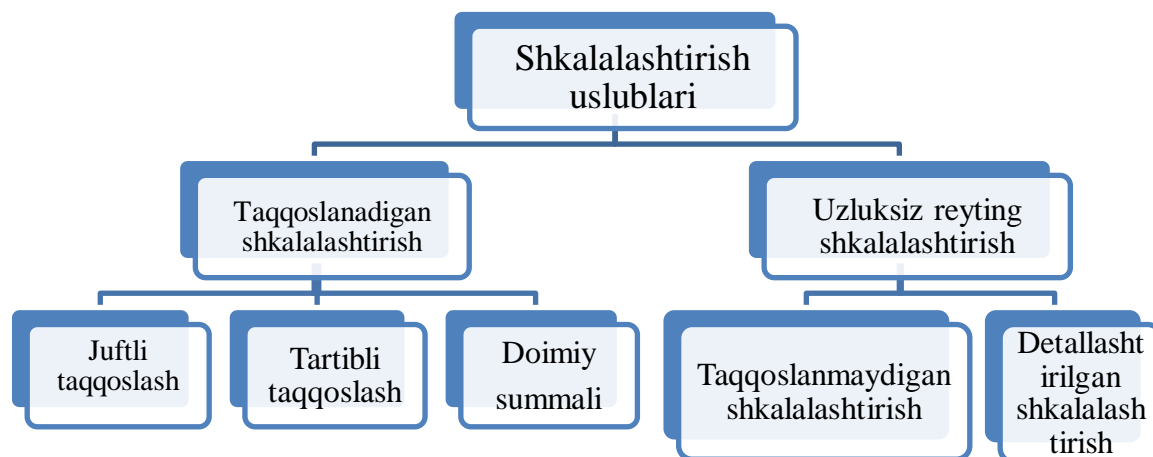 Shkalalashtirish
uslublari
Taqqoslanadigan
shkalalashtirish
Uzluksiz reyting
shkalalashtirish
Juftli
taqqoslash
Tartibli
taqqoslash
Doimiy
summali
Taqqoslanmaydigan
shkalalashtirish
Detallasht
irilgan
shkalalash
tirish